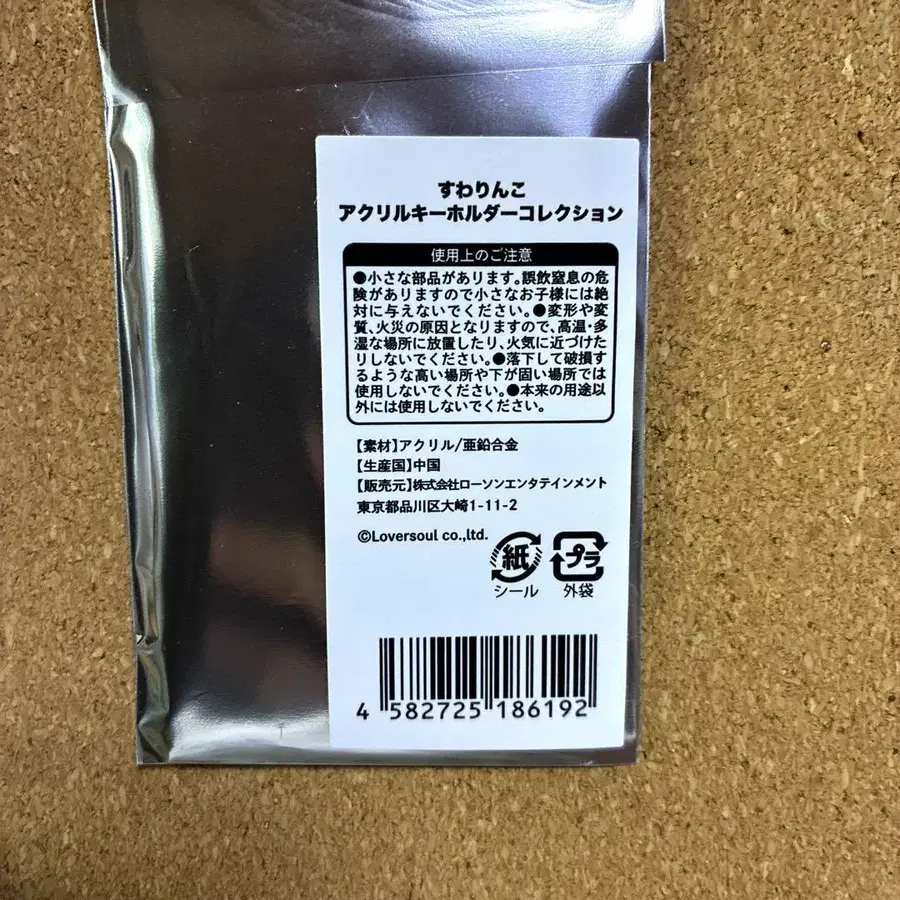 すわりんこ
アクリルキーホルダーコレクション
使用上のご注意
●小さな部品があります。誤飲窒息の危
険がありますので小さなお子様には絶
対に与えないでください。●変形や変
質、火災の原因となりますので、高温・多
湿な場所に放置したり、火気に近づけた
りしないでください。●落下して破損す
るような高い場所や下が固い場所では
使用しないでください。●本来の用途以
外には使用しないでください。
【素材】アクリル/亜鉛合金
【生産国】中国
【販売元】株式会社ローソンエンタテインメント
東京都品川区大崎1-11-2
©Loversoul co.,ltd.
紙 プラ
シール 外袋
4 582725 186192